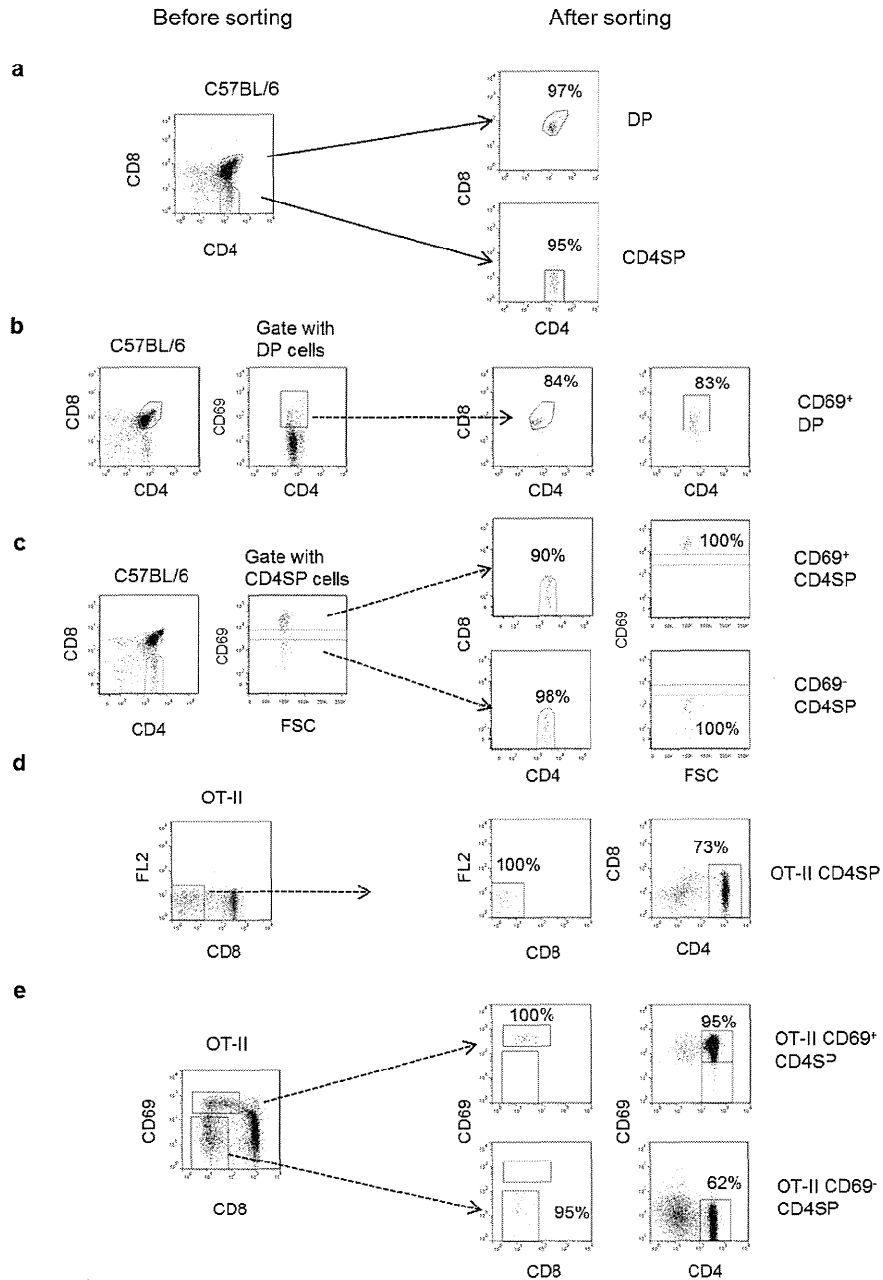 Before sorting
After sorting
a
C57BL/6
CD8
CD4
97%
DP
CD8
95%
CD4SP
CD4
b
C57BL/6
CD8
CD4
Gate with
DP cells
CD69
CD4
84%
CD8
CD4
83%
CD4
CD69+
DP
c
C57BL/6
CD8
CD4
Gate with
CD4SP cells
CD69
FSC
90%
CD8
100%
CD69
CD69+
CD4SP
98%
CD4
100%
FSC
CD69-
CD4SP
d
OT-II
FL2
CD8
100%
FL2
CD8
73%
CD8
CD4
OT-II CD4SP
e
OT-II
CD69
CD8
100%
CD69
95%
CD69
OT-II CD69+
CD4SP
95%
CD8
62%
CD4
OT-II CD69-
CD4SP